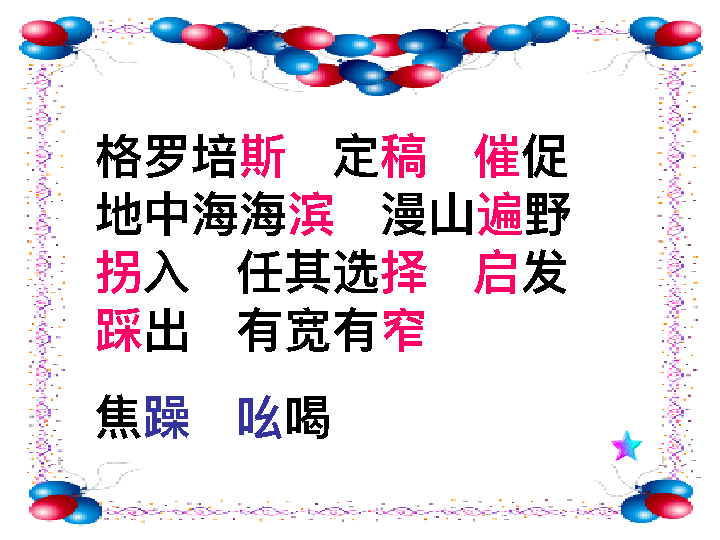 格罗培斯 定稿 催促
地中海海滨 漫山遍野
拐入 任其选择 启发
踩出 有宽有窄
焦躁 吆喝